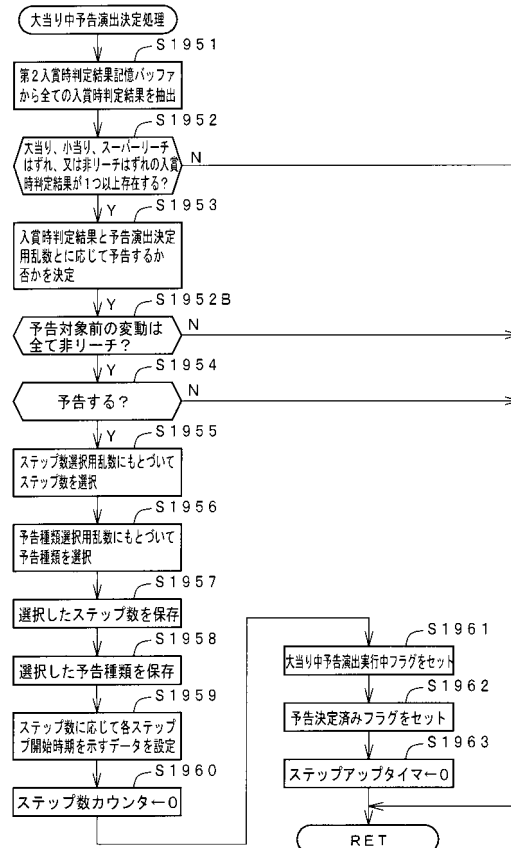 大当り中予告演出決定処理
S1951
第2入賞時判定結果記憶バッファ
から全ての入賞時判定結果を抽出
S1952
大当り、小当り、スーパーリーチ
はずれ、又は非リーチはずれの入賞
時判定結果が1つ以上存在する?
N
Y
S1953
入賞時判定結果と予告演出決定
用乱数とに応じて予告するか
否かを決定
Y
S1952B
予告対象前の変動は
全て非リーチ?
N
Y
S1954
予告する?
N
Y
S1955
ステップ数選択用乱数にもとづいて
ステップ数を選択
S1956
予告種類選択用乱数にもとづいて
予告種類を選択
S1957
選択したステップ数を保存
S1958
選択した予告種類を保存
S1959
ステップ数に応じて各ステップ
プ開始時期を示すデータを設定
S1960
ステップ数カウンタ←0
S1961
大当り中予告演出実行中フラグをセット
S1962
予告決定済みフラグをセット
S1963
ステップアップタイマ←0
RET